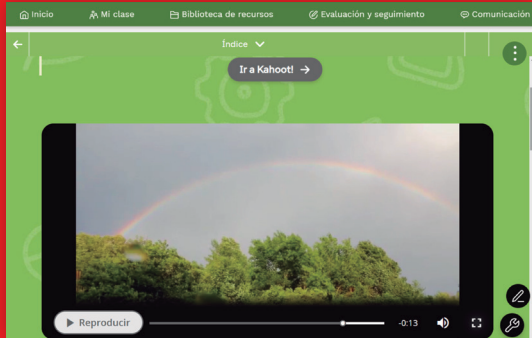 Inicio Mi clase Biblioteca de recursos Evaluación y seguimiento Comunicación
Índice
Ir a Kahoot! →
Reproducir -0:13